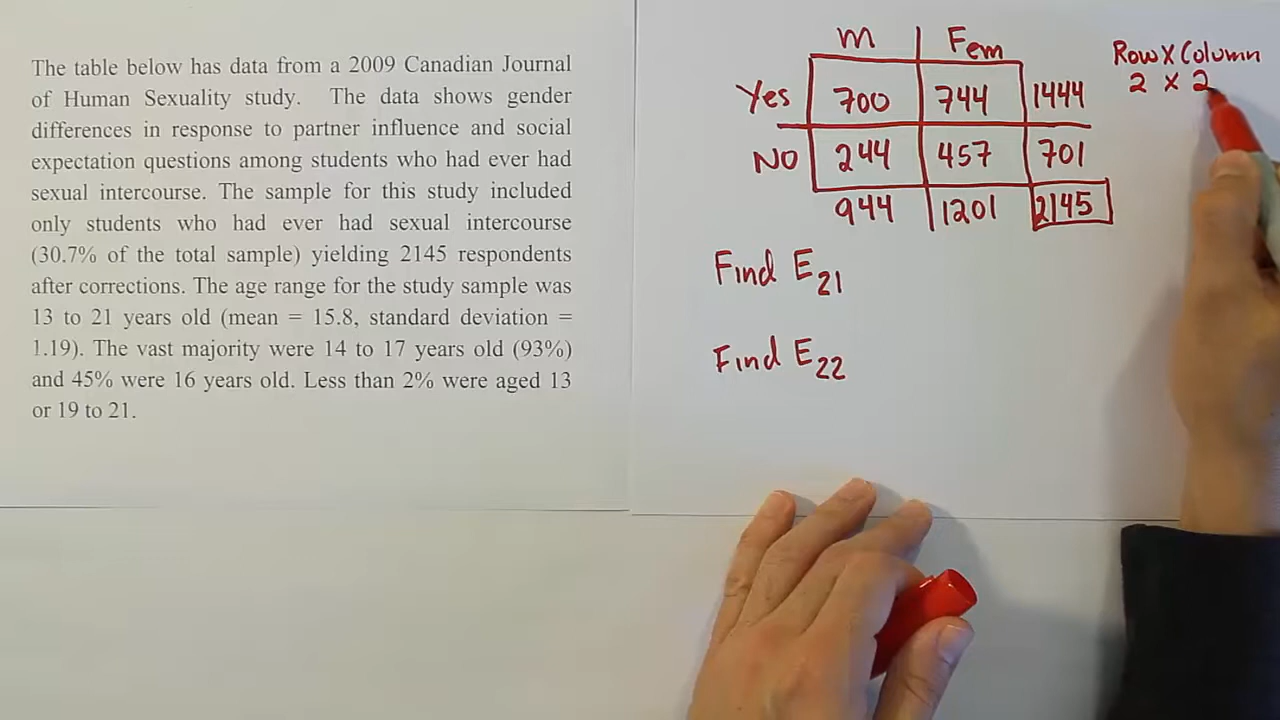 The table below has data from a 2009 Canadian Journal
of Human Sexuality study. The data shows gender
differences in response to partner influence and social
expectation questions among students who had ever had
sexual intercourse. The sample for this study included
only students who had ever had sexual intercourse
(30.7% of the total sample) yielding 2145 respondents
after corrections. The age range for the study sample was
13 to 21 years old (mean = 15.8, standard deviation =
1.19). The vast majority were 14 to 17 years old (93%)
and 45% were 16 years old. Less than 2% were aged 13
or 19 to 21.
m Fem
Yes 700 744 1444
NO 244 457 701
944 1201 2145
Row X Column
2 X 2
Find E21
Find E22